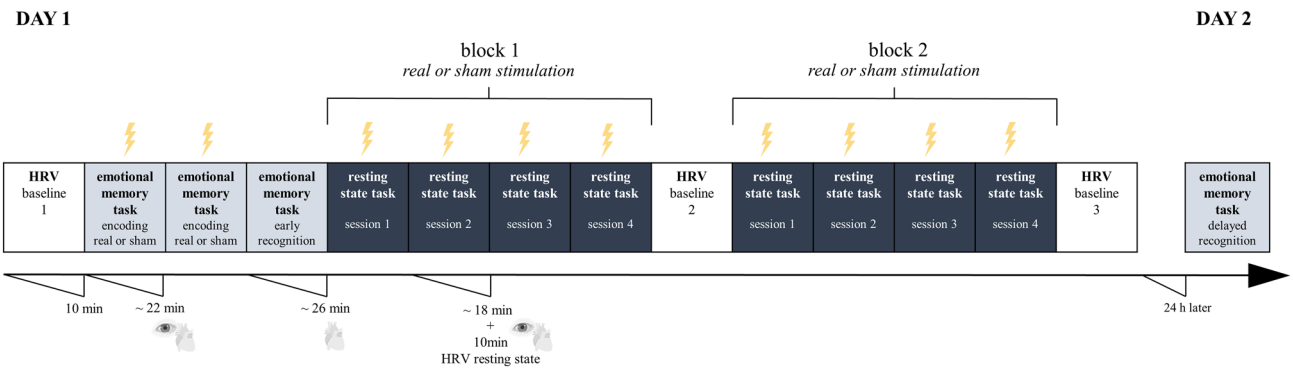 DAY 1
DAY 2
block 1
real or sham stimulation
block 2
real or sham stimulation
HRV
baseline
1
emotional
memory
task
encoding
real or sham
emotional
memory
task
encoding
real or sham
emotional
memory
task
early
recognition
resting
state task
session 1
resting
state task
session 2
resting
state task
session 3
resting
state task
session 4
HRV
baseline
2
resting
state task
session 1
resting
state task
session 2
resting
state task
session 3
resting
state task
session 4
HRV
baseline
3
emotional
memory
task
delayed
recognition
10 min
~ 22 min
~ 26 min
~ 18 min
+
10min
HRV resting state
24 h later